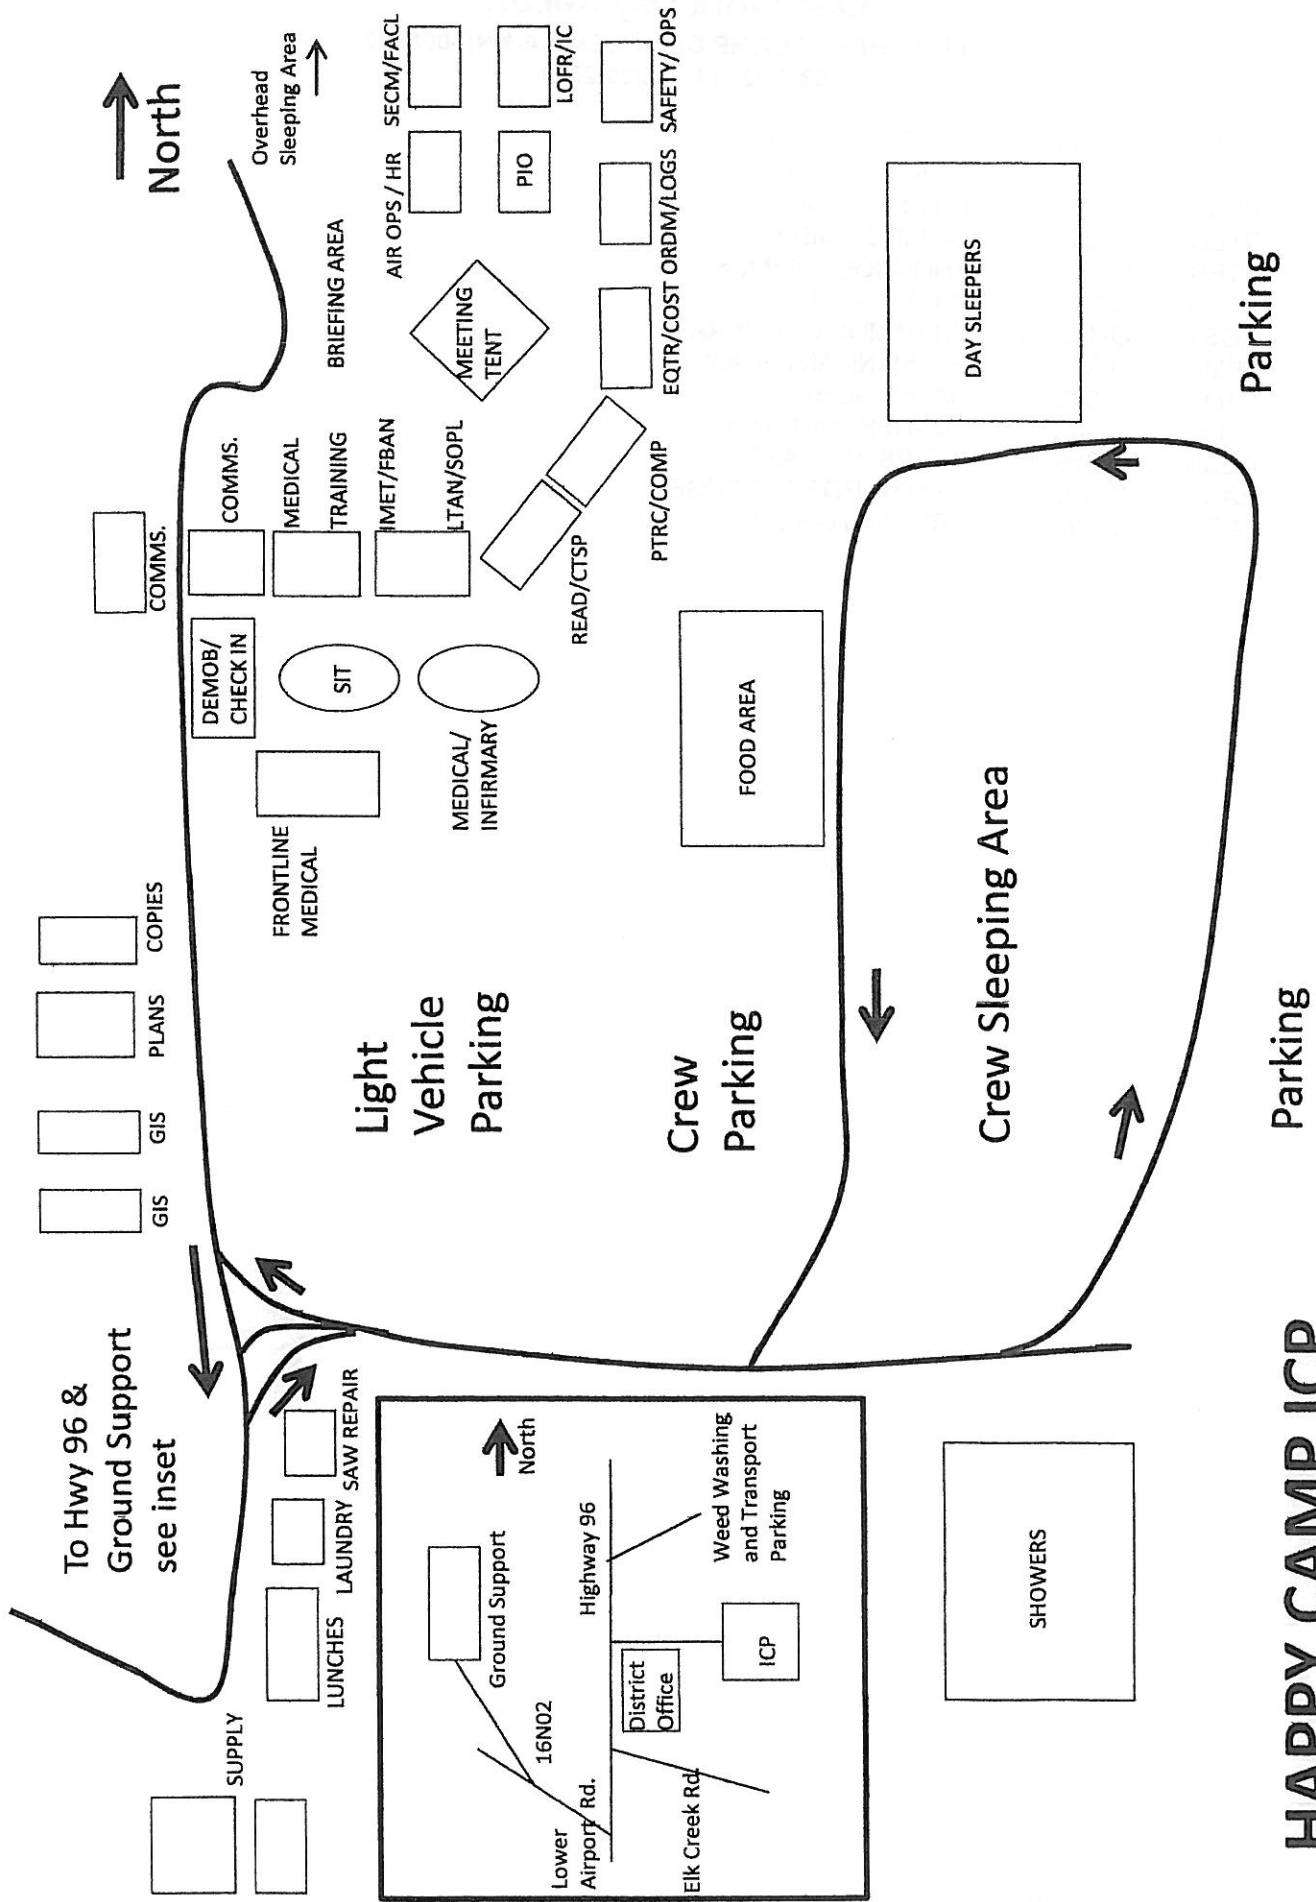 North
Overhead
Sleeping Area
SECM/FACL
LOFR/IC
SAFETY/ OPS
AIR OPS / HR
PIO
ORDM/LOGS
BRIEFING AREA
MEETING
TENT
EQTR/COST
DAY SLEEPERS
Parking
COMMS.
COMMS.
MEDICAL
TRAINING
IMET/FBAN
LTAN/SOPL
READ/CTSP
PTRC/COMP
DEMOB/
CHECK IN
SIT
MEDICAL/
INFIRMARY
FRONTLINE
MEDICAL
FOOD AREA
COPIES
PLANS
GIS
GIS
Light
Vehicle
Parking
Crew
Parking
Crew Sleeping Area
Parking
To Hwy 96 &
Ground Support
see inset
SUPPLY
LUNCHES
LAUNDRY
SAW REPAIR
North
Ground Support
16N02
Lower
Airport Rd.
Highway 96
District
Office
Elk Creek Rd.
ICP
Weed Washing
and Transport
Parking
SHOWERS
HAPPY CAMP ICP